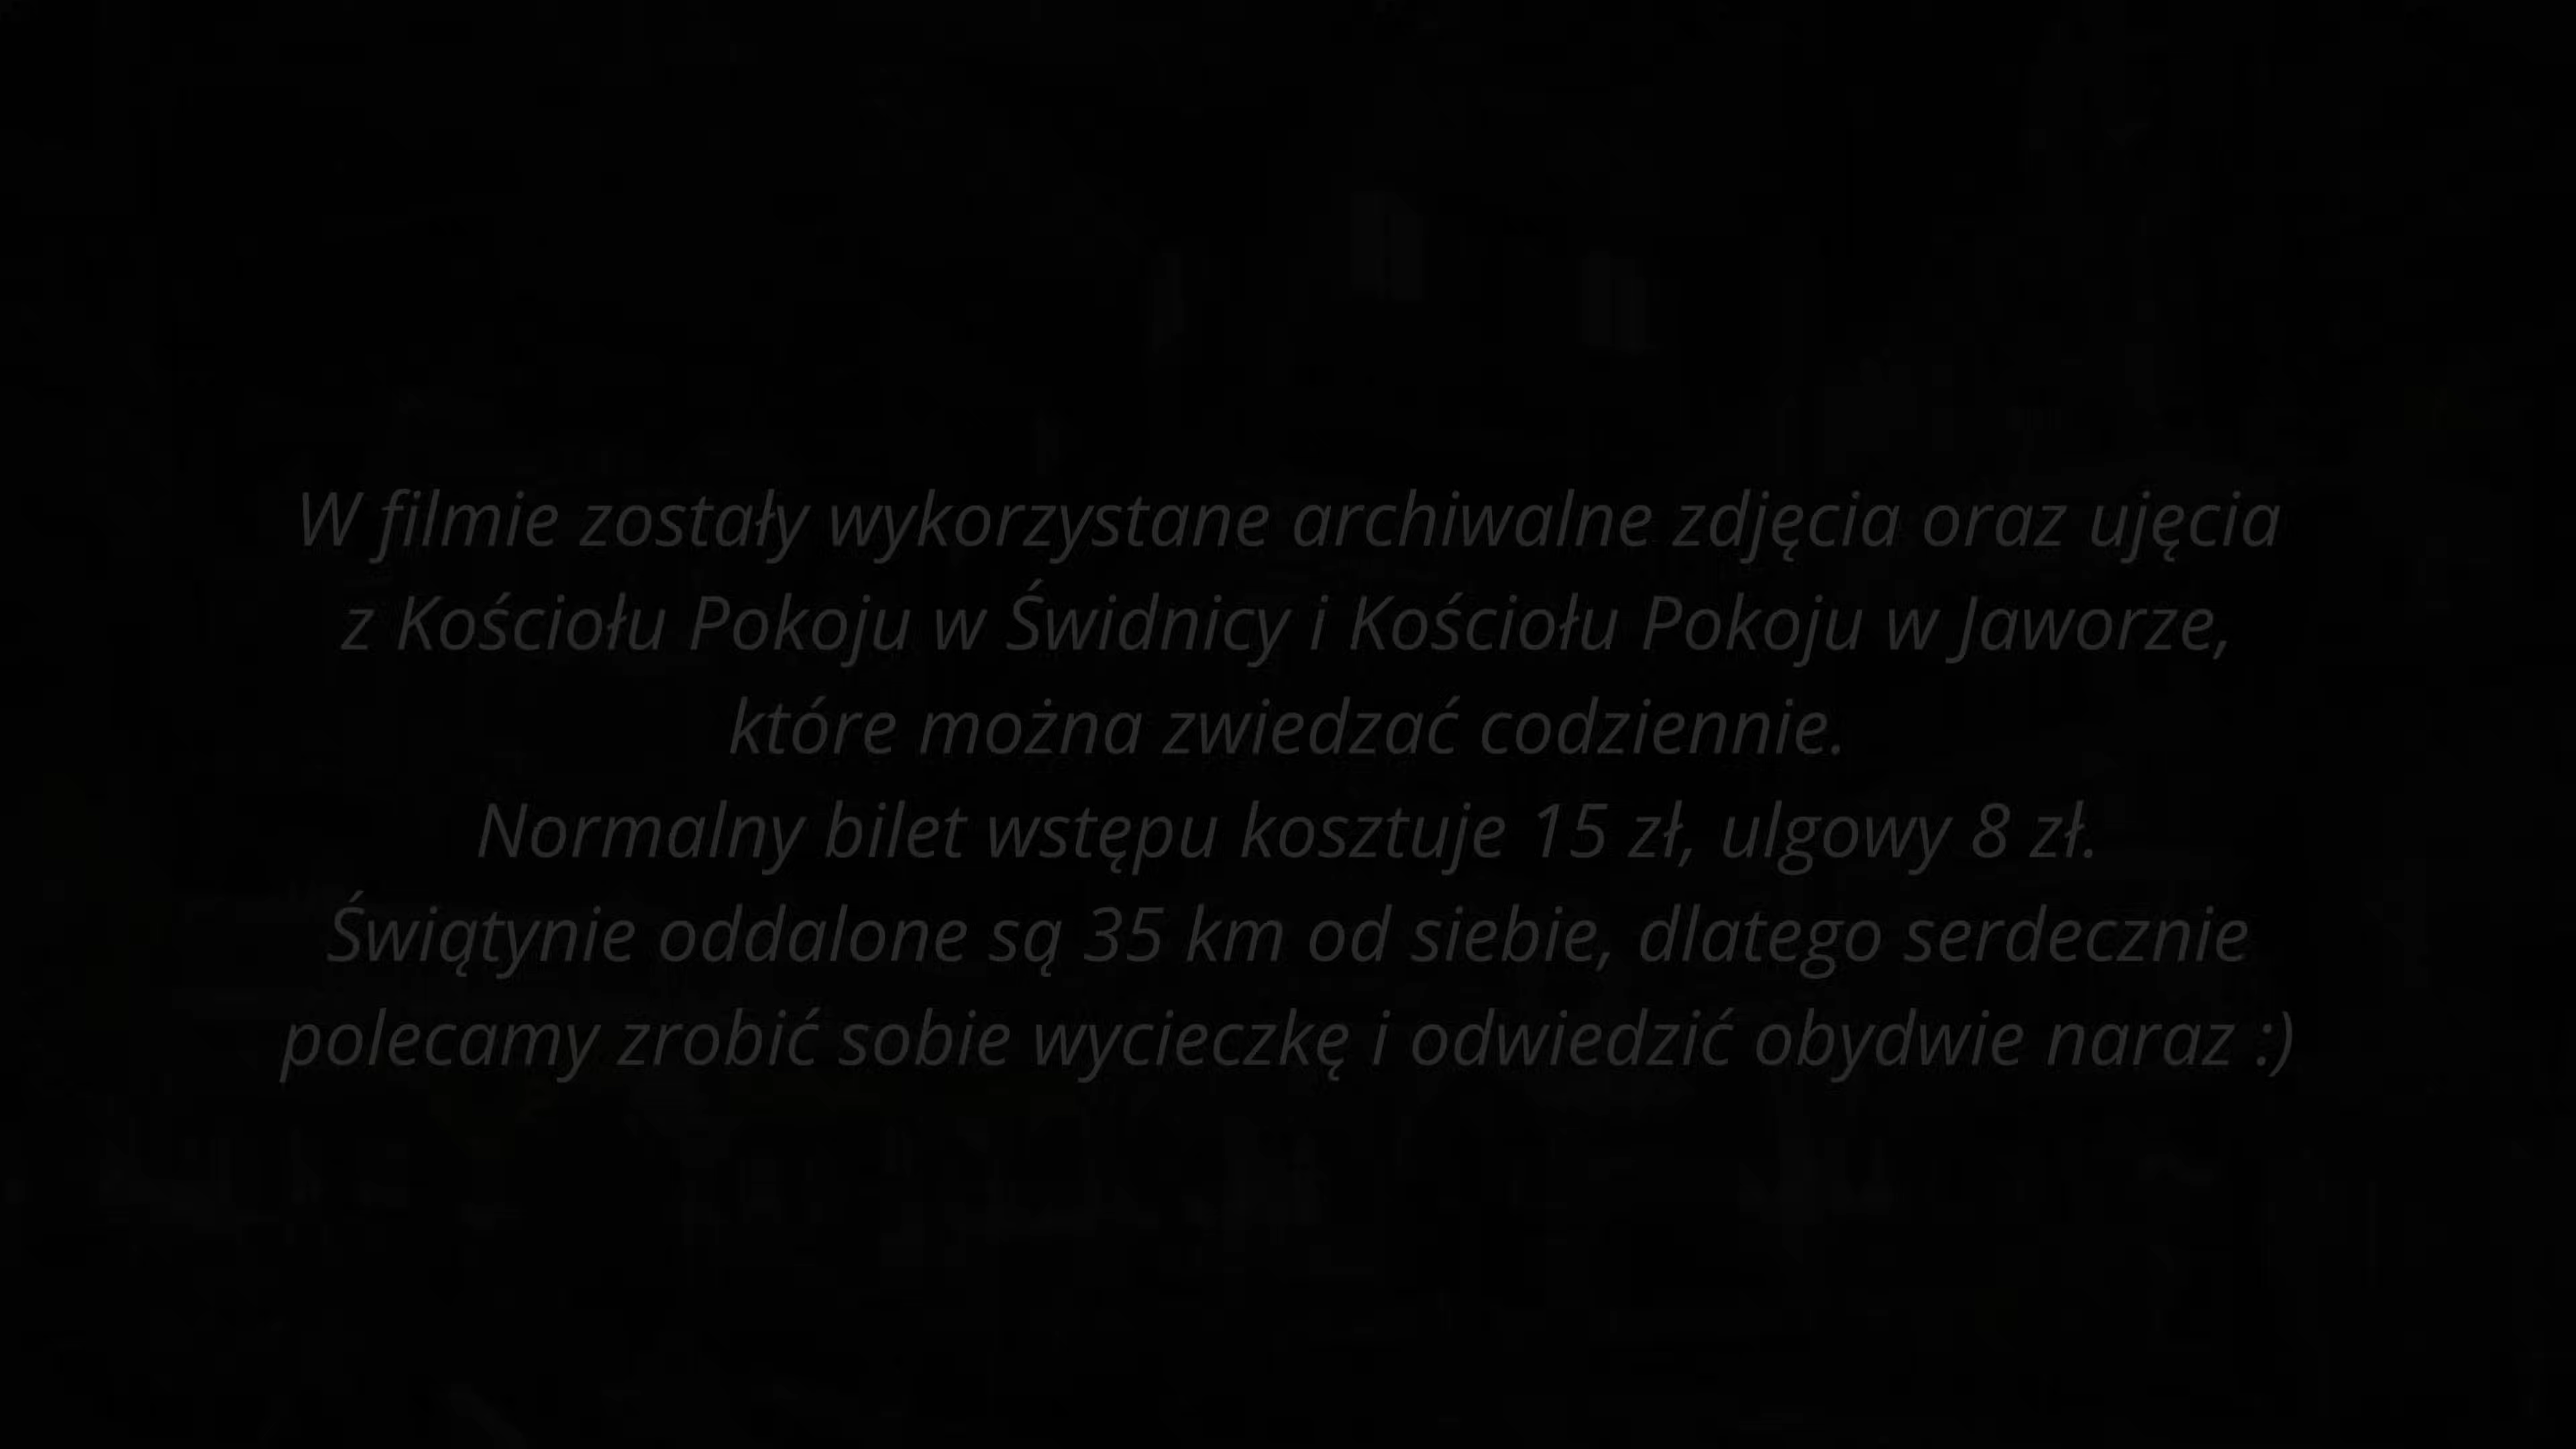 W filmie zostały wykorzystane archiwalne zdjęcia oraz ujęcia
z Kościołu Pokoju w Świdnicy i Kościołu Pokoju w Jaworze,
które można zwiedzać codziennie.
Normalny bilet wstępu kosztuje 15 zł, ulgowy 8 zł.
Świątynie oddalone są 35 km od siebie, dlatego serdecznie
polecamy zrobić sobie wycieczkę i odwiedzić obydwie naraz :)